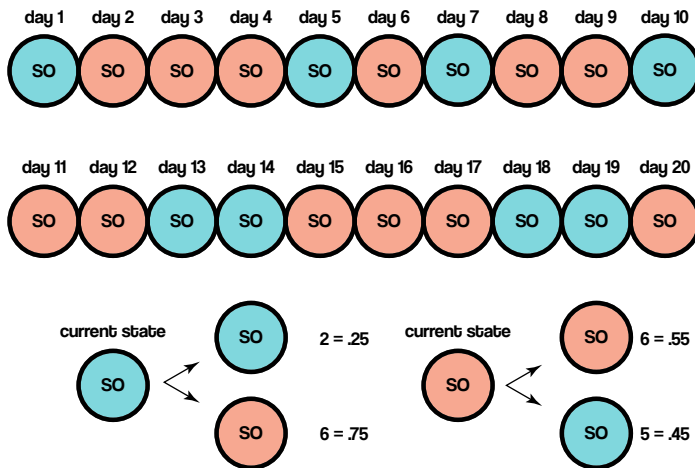 day 1 day 2 day 3 day 4 day 5 day 6 day 7 day 8 day 9 day 10
SO SO SO SO SO SO SO SO SO SO
day 11 day 12 day 13 day 14 day 15 day 16 day 17 day 18 day 19 day 20
SO SO SO SO SO SO SO SO SO SO
current state
SO
SO 2 = .25
SO 6 = .75
current state
SO
SO 6 = .55
SO 5 = .45